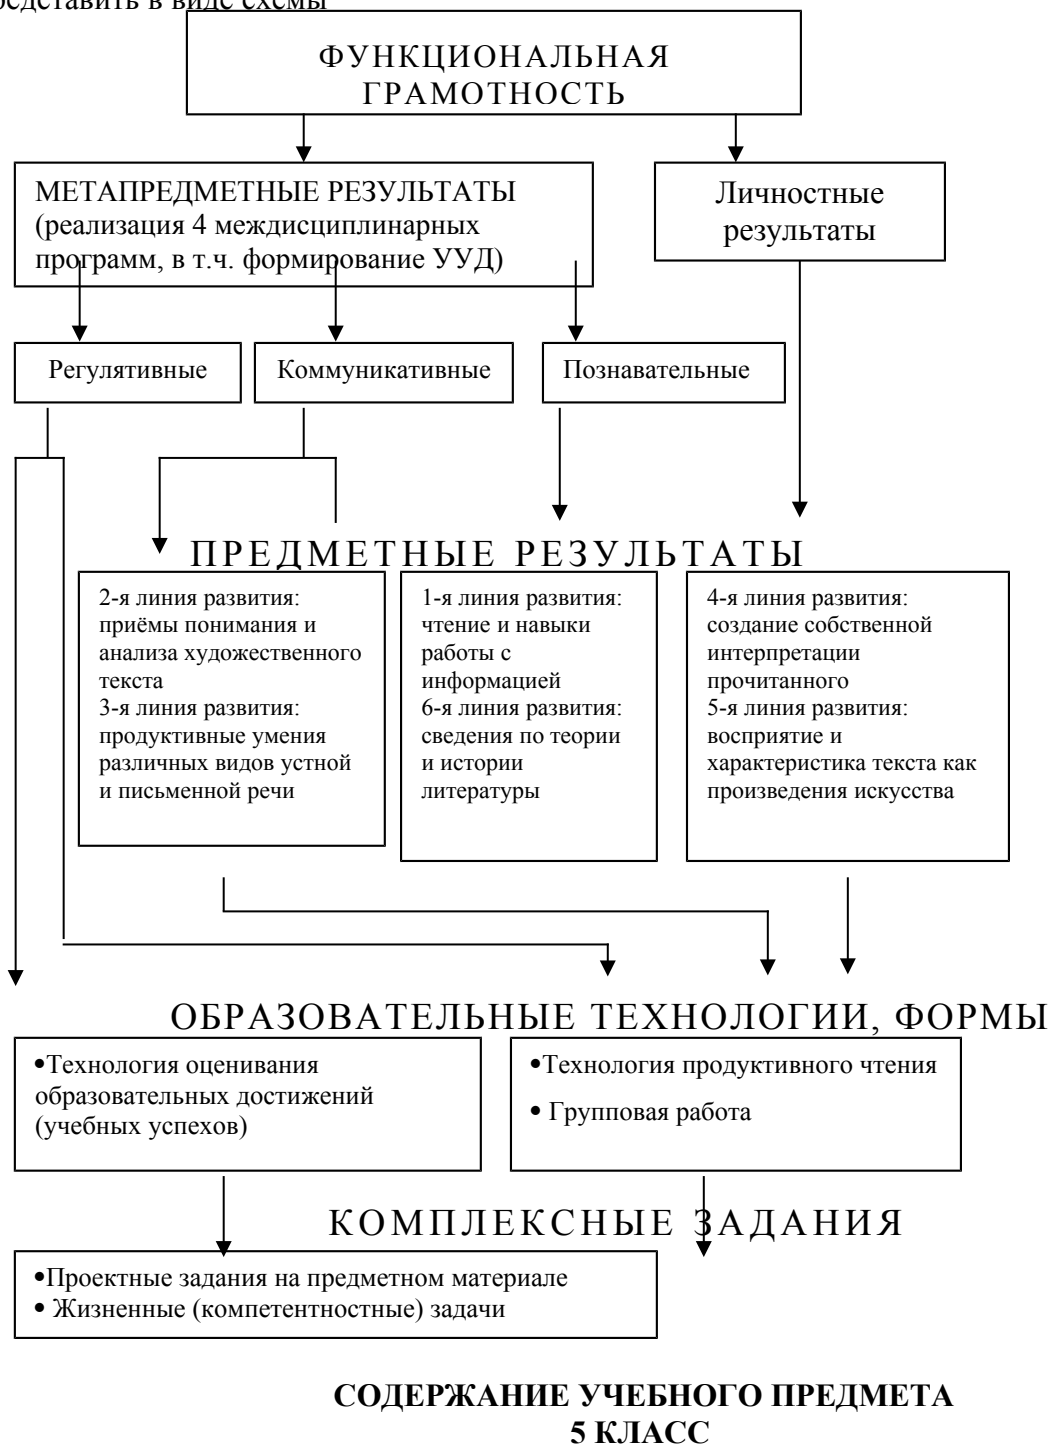 представить в виде схемы
ФУНКЦИОНАЛЬНАЯ
ГРАМОТНОСТЬ
МЕТАПРЕДМЕТНЫЕ РЕЗУЛЬТАТЫ
(реализация 4 междисциплинарных
программ, в т.ч. формирование УУД)
Личностные
результаты
Регулятивные
Коммуникативные
Познавательные
ПРЕДМЕТНЫЕ РЕЗУЛЬТАТЫ
2-я линия развития:
приёмы понимания и
анализа художественного
текста
3-я линия развития:
продуктивные умения
различных видов устной
и письменной речи
1-я линия развития:
чтение и навыки
работы с
информацией
6-я линия развития:
сведения по теории
и истории
литературы
4-я линия развития:
создание собственной
интерпретации
прочитанного
5-я линия развития:
восприятие и
характеристика текста как
произведения искусства
ОБРАЗОВАТЕЛЬНЫЕ ТЕХНОЛОГИИ, ФОРМЫ
•Технология оценивания
образовательных достижений
(учебных успехов)
•Технология продуктивного чтения
• Групповая работа
КОМПЛЕКСНЫЕ ЗАДАНИЯ
•Проектные задания на предметном материале
• Жизненные (компетентностные) задачи
СОДЕРЖАНИЕ УЧЕБНОГО ПРЕДМЕТА
5 КЛАСС